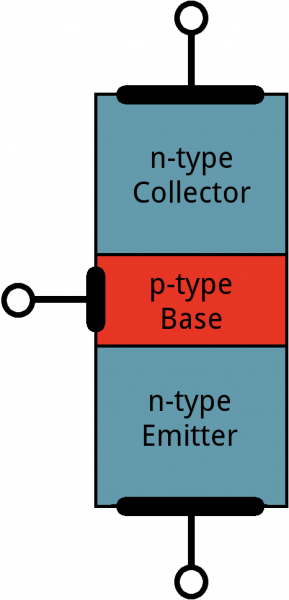 n-type
Collector
p-type
Base
n-type
Emitter